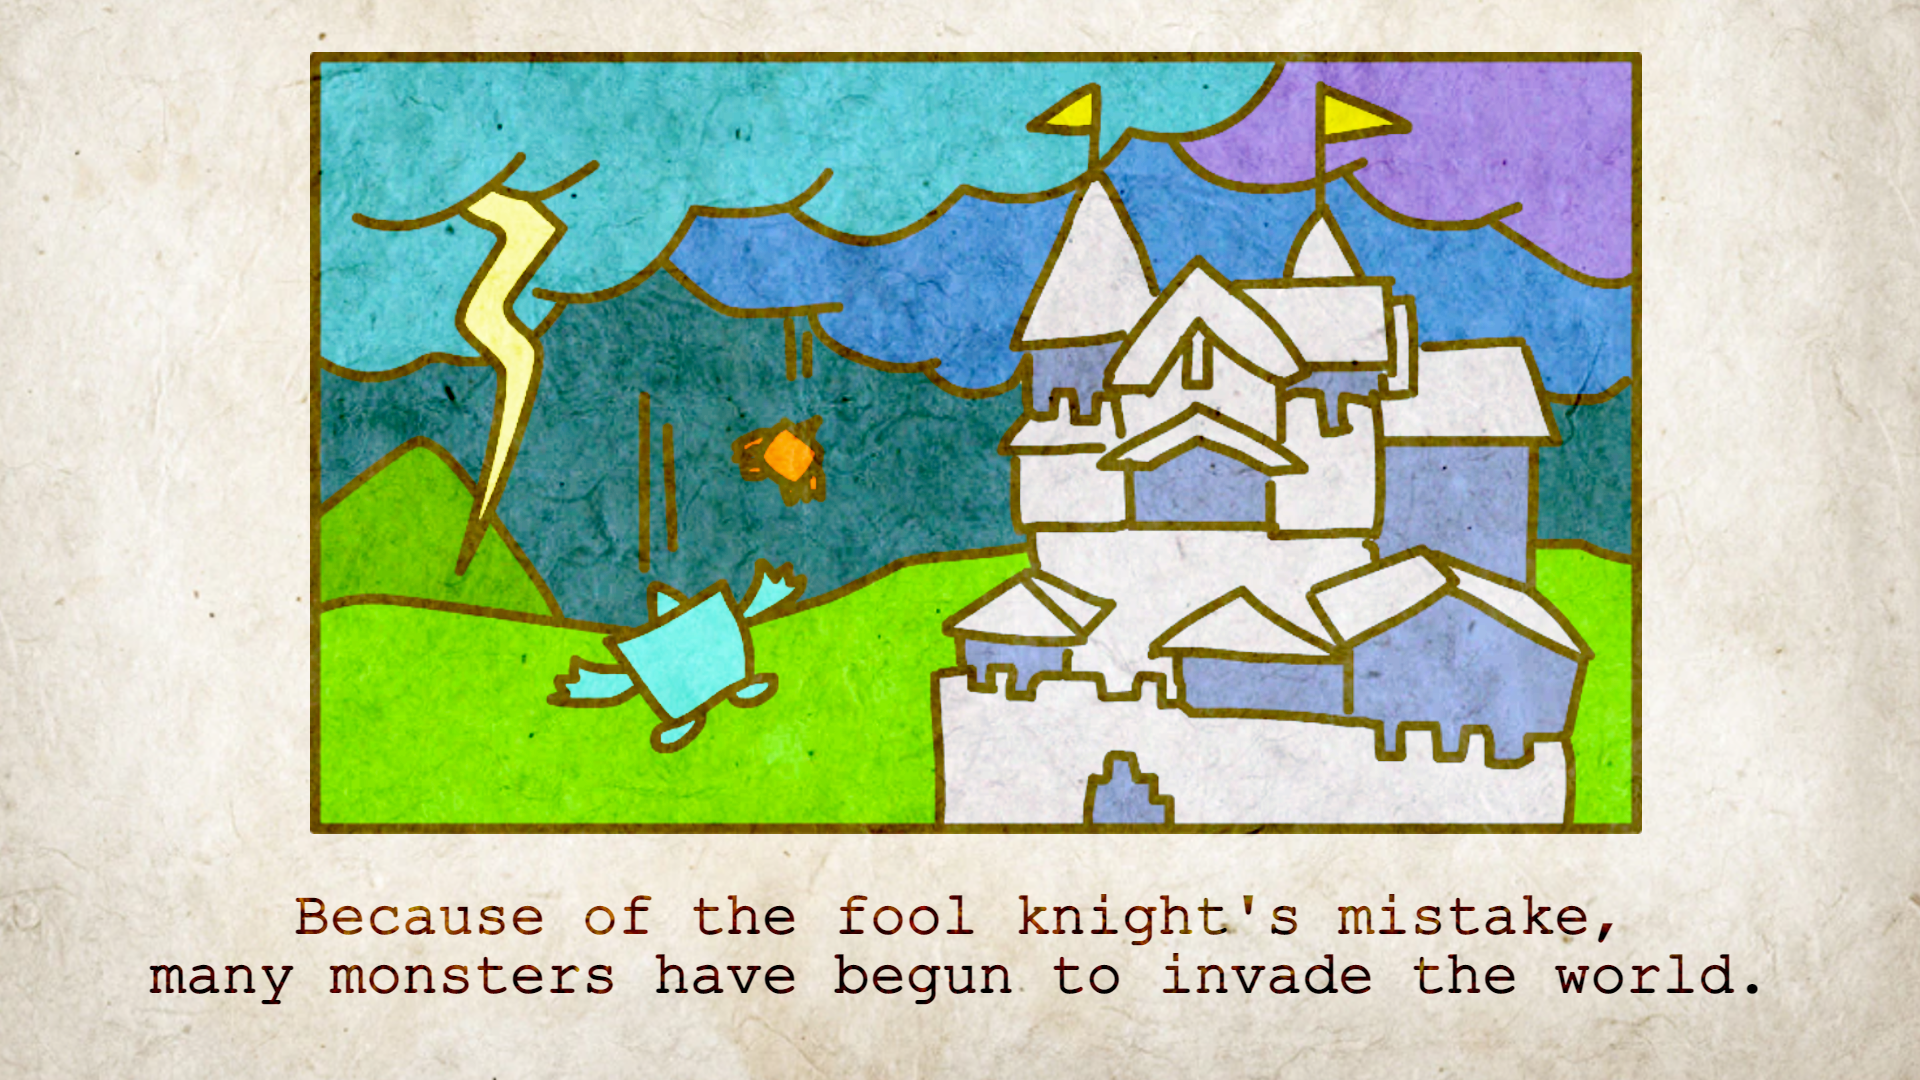 Because of the fool knight's mistake,
many monsters have begun to invade the world.